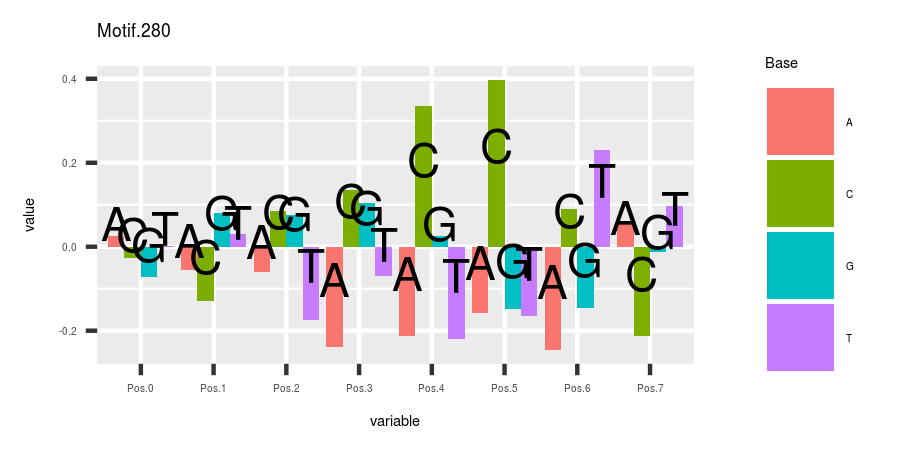 Motif.280
Base
0.4
0.2
0.0
-0.2
value
A C G T A C G T A C G T A C G T A C G T A C G T A C G T A C G T
Pos.0 Pos.1 Pos.2 Pos.3 Pos.4 Pos.5 Pos.6 Pos.7
variable
A
C
G
T